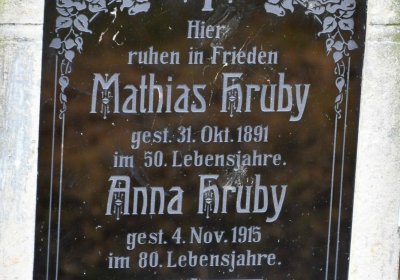 Hier
ruhen in Frieden
Mathias Hruby
gest. 31. Okt. 1891
im 50. Lebensjahre.
Anna Hruby
gest. 4. Nov. 1915
im 80. Lebensjahre.